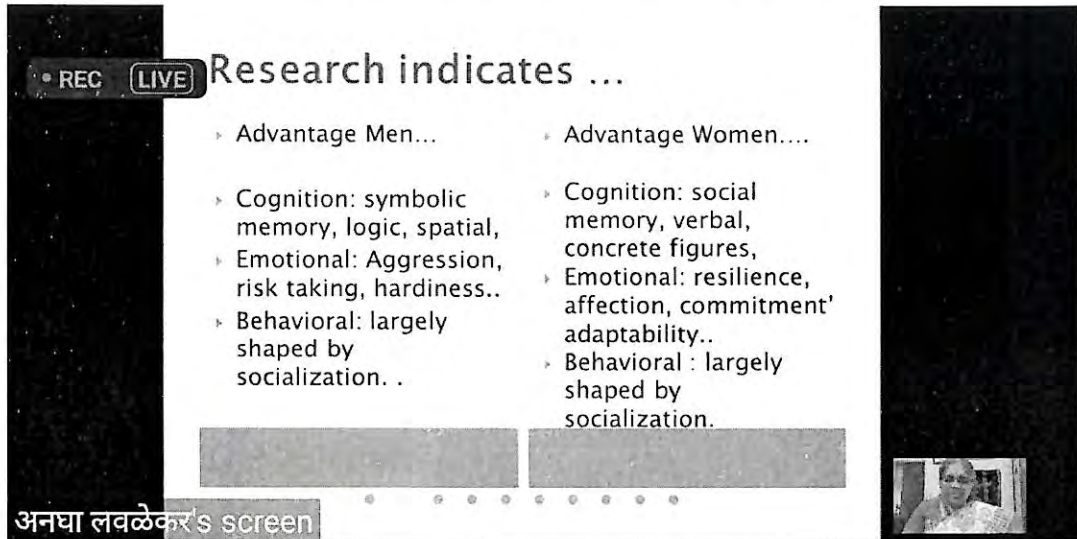 • REC LIVE
Research indicates ...
Advantage Men...
Cognition: symbolic
memory, logic, spatial,
Emotional: Aggression,
risk taking, hardiness..
Behavioral: largely
shaped by
socialization. .
Advantage Women....
Cognition: social
memory, verbal,
concrete figures,
Emotional: resilience,
affection, commitment'
adaptability..
Behavioral : largely
shaped by
socialization.
अनघा लवळेकर's screen